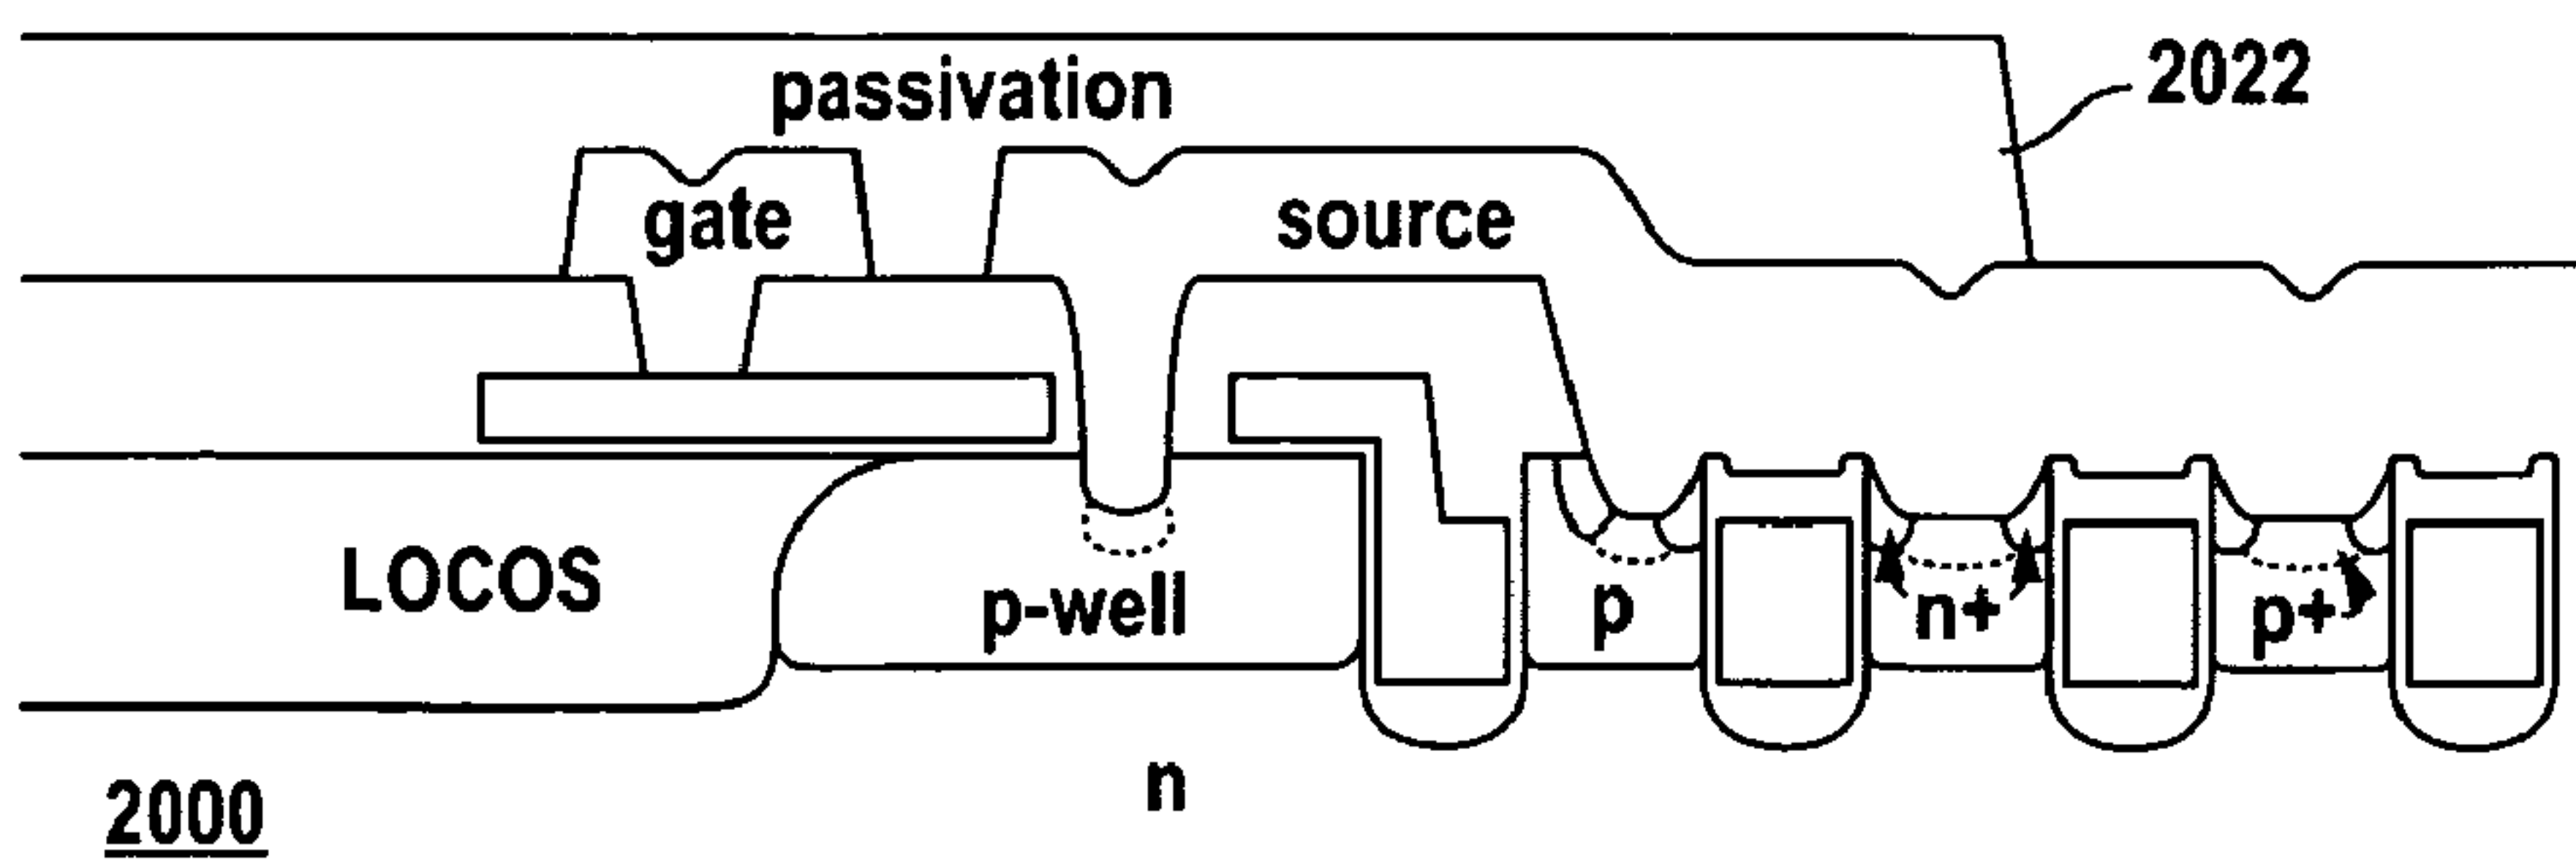 passivation
2022
gate
source
LOCOS
p-well
p
n+
p+
n
2000